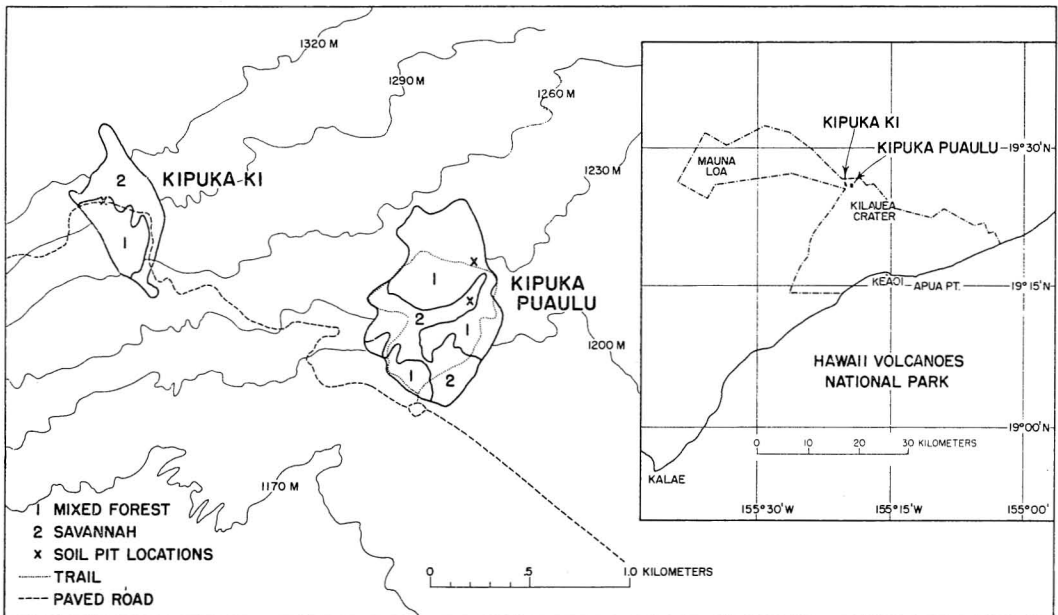 1320 M
1290 M
1260 M
1230 M
1200 M
1170 M
KIPUKA KI
2
1
KIPUKA
PUAULU
1
2
1
1
2
x
x
x
1 MIXED FOREST
2 SAVANNAH
x SOIL PIT LOCATIONS
TRAIL
PAVED ROAD
0 .5 1.0 KILOMETERS
KIPUKA KI
KIPUKA PUAULU
MAUNA
LOA
KILAUEA
CRATER
KEAOI
APUA PT.
HAWAII VOLCANOES
NATIONAL PARK
0 10 20 30 KILOMETERS
KALAE
19° 30' N
19° 15' N
19° 00' N
155° 30' W
155° 15'
155° 00'